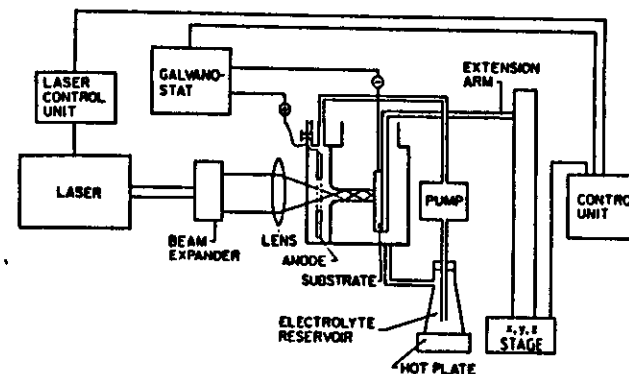 LASER
CONTROL
UNIT
GALVANO-
STAT
EXTENSION
ARM
LASER
BEAM
EXPANDER
LENS
ANODE
SUBSTRATE
PUMP
CONTROL
UNIT
ELECTROLYTE
RESERVOIR
HOT PLATE
x,y,z
STAGE